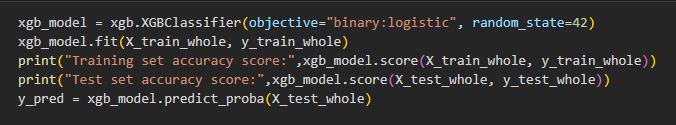 xgb_model = xgb.XGBClassifier(objective="binary:logistic", random_state=42)
xgb_model.fit(X_train_whole, y_train_whole)
print("Training set accuracy score:",xgb_model.score(X_train_whole, y_train_whole))
print("Test set accuracy score:",xgb_model.score(X_test_whole, y_test_whole))
y_pred = xgb_model.predict_proba(X_test_whole)